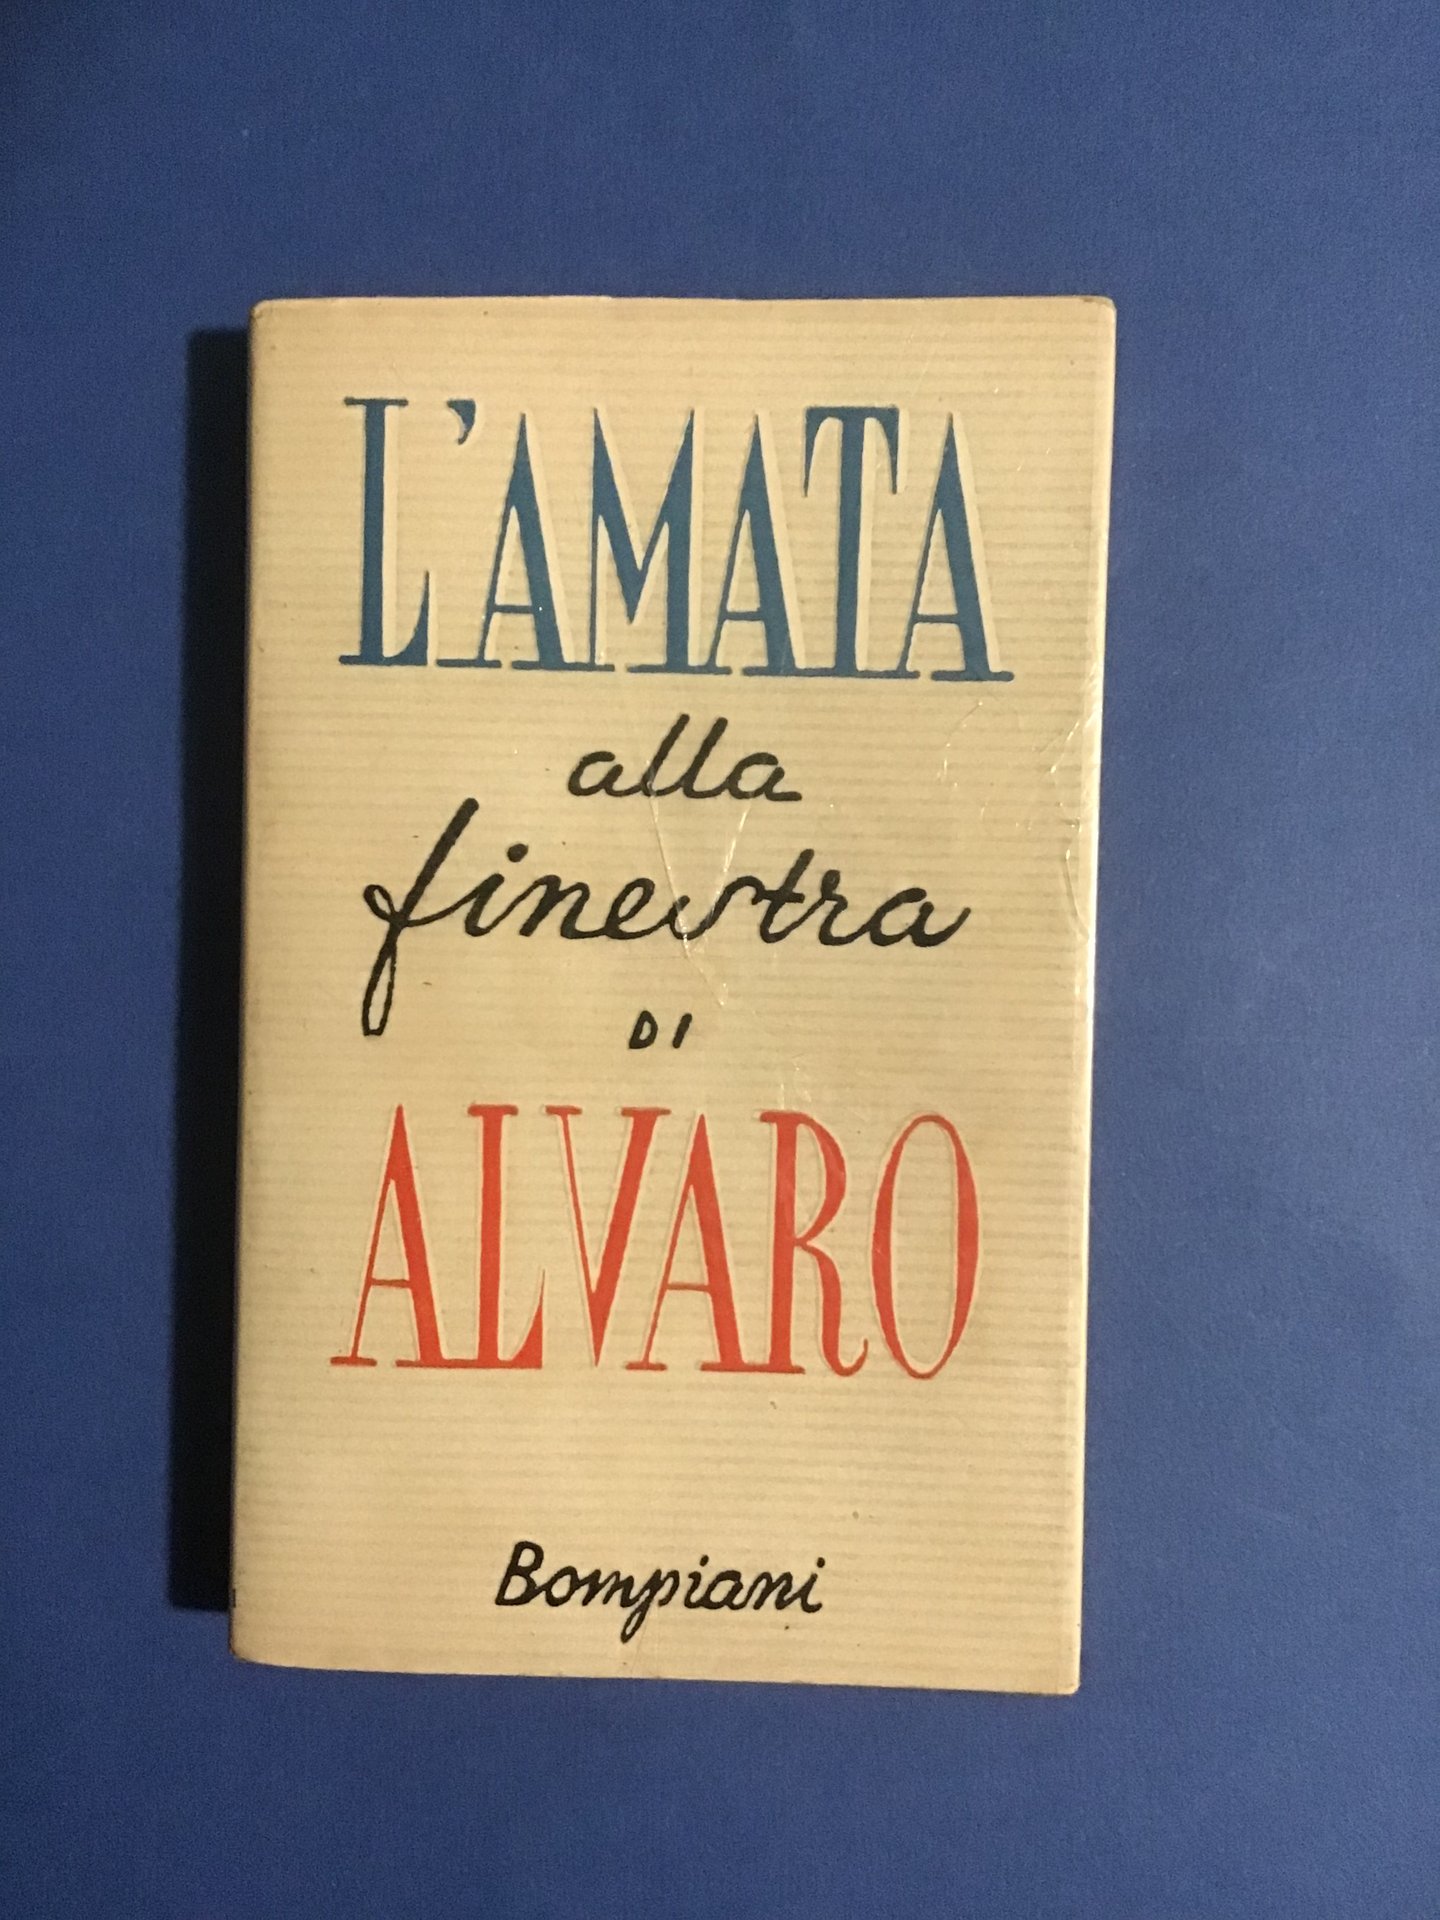 L'AMATA
alla
finestra
DI
ALVARO
Bompiani